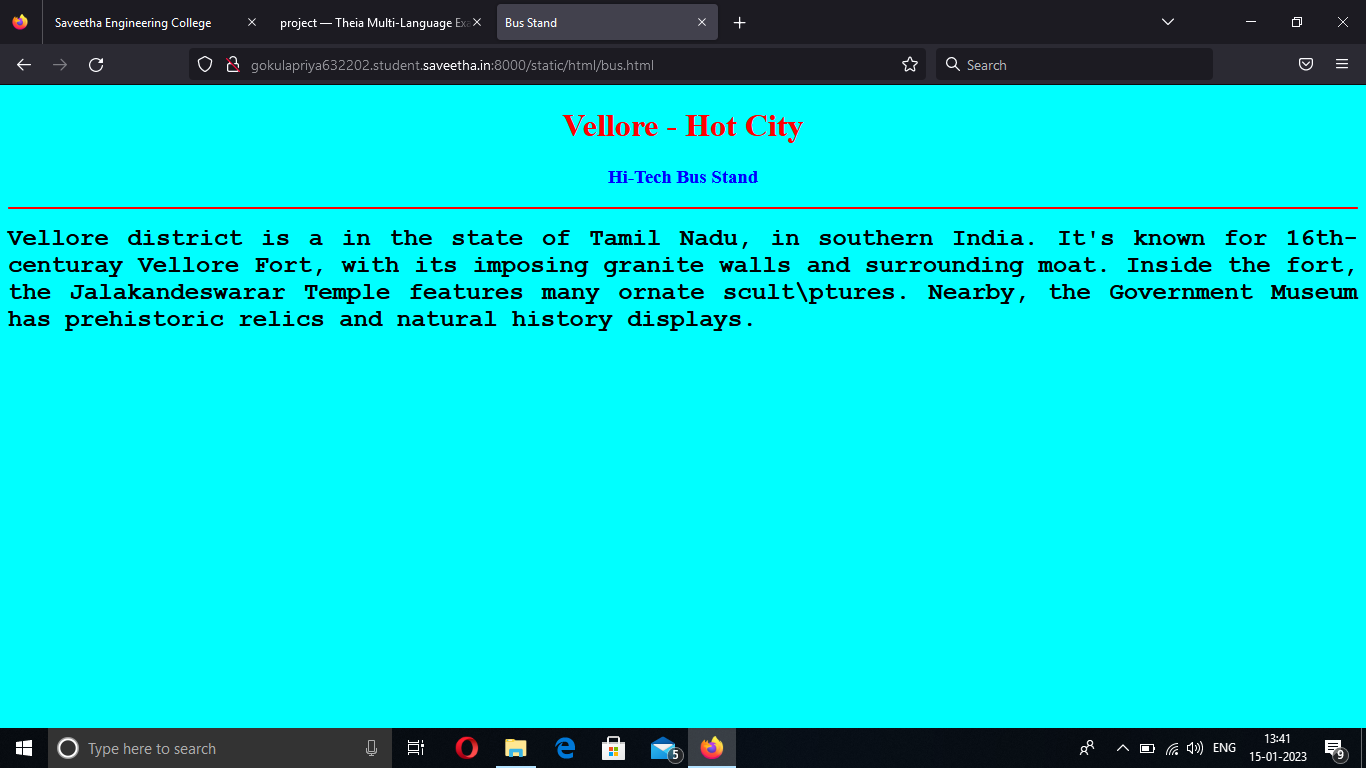 Saveetha Engineering College
project — Theia Multi-Language Exa
Bus Stand
gokulapriya632202.student.saveetha.in:8000/static/html/bus.html
Search
Vellore - Hot City
Hi-Tech Bus Stand
Vellore district is a in the state of Tamil Nadu, in southern India. It's known for 16th-
centuray Vellore Fort, with its imposing granite walls and surrounding moat. Inside the fort,
the Jalakandeswarar Temple features many ornate scult\ptures. Nearby, the Government Museum
has prehistoric relics and natural history displays.
Type here to search
5
ENG
13:41
15-01-2023
9